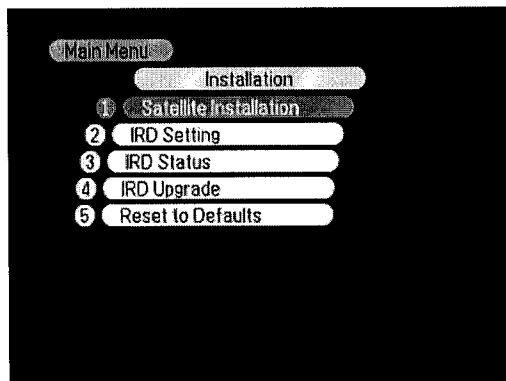 Main Menu
Installation
1 Satellite Installation
2 IRD Setting
3 IRD Status
4 IRD Upgrade
5 Reset to Defaults